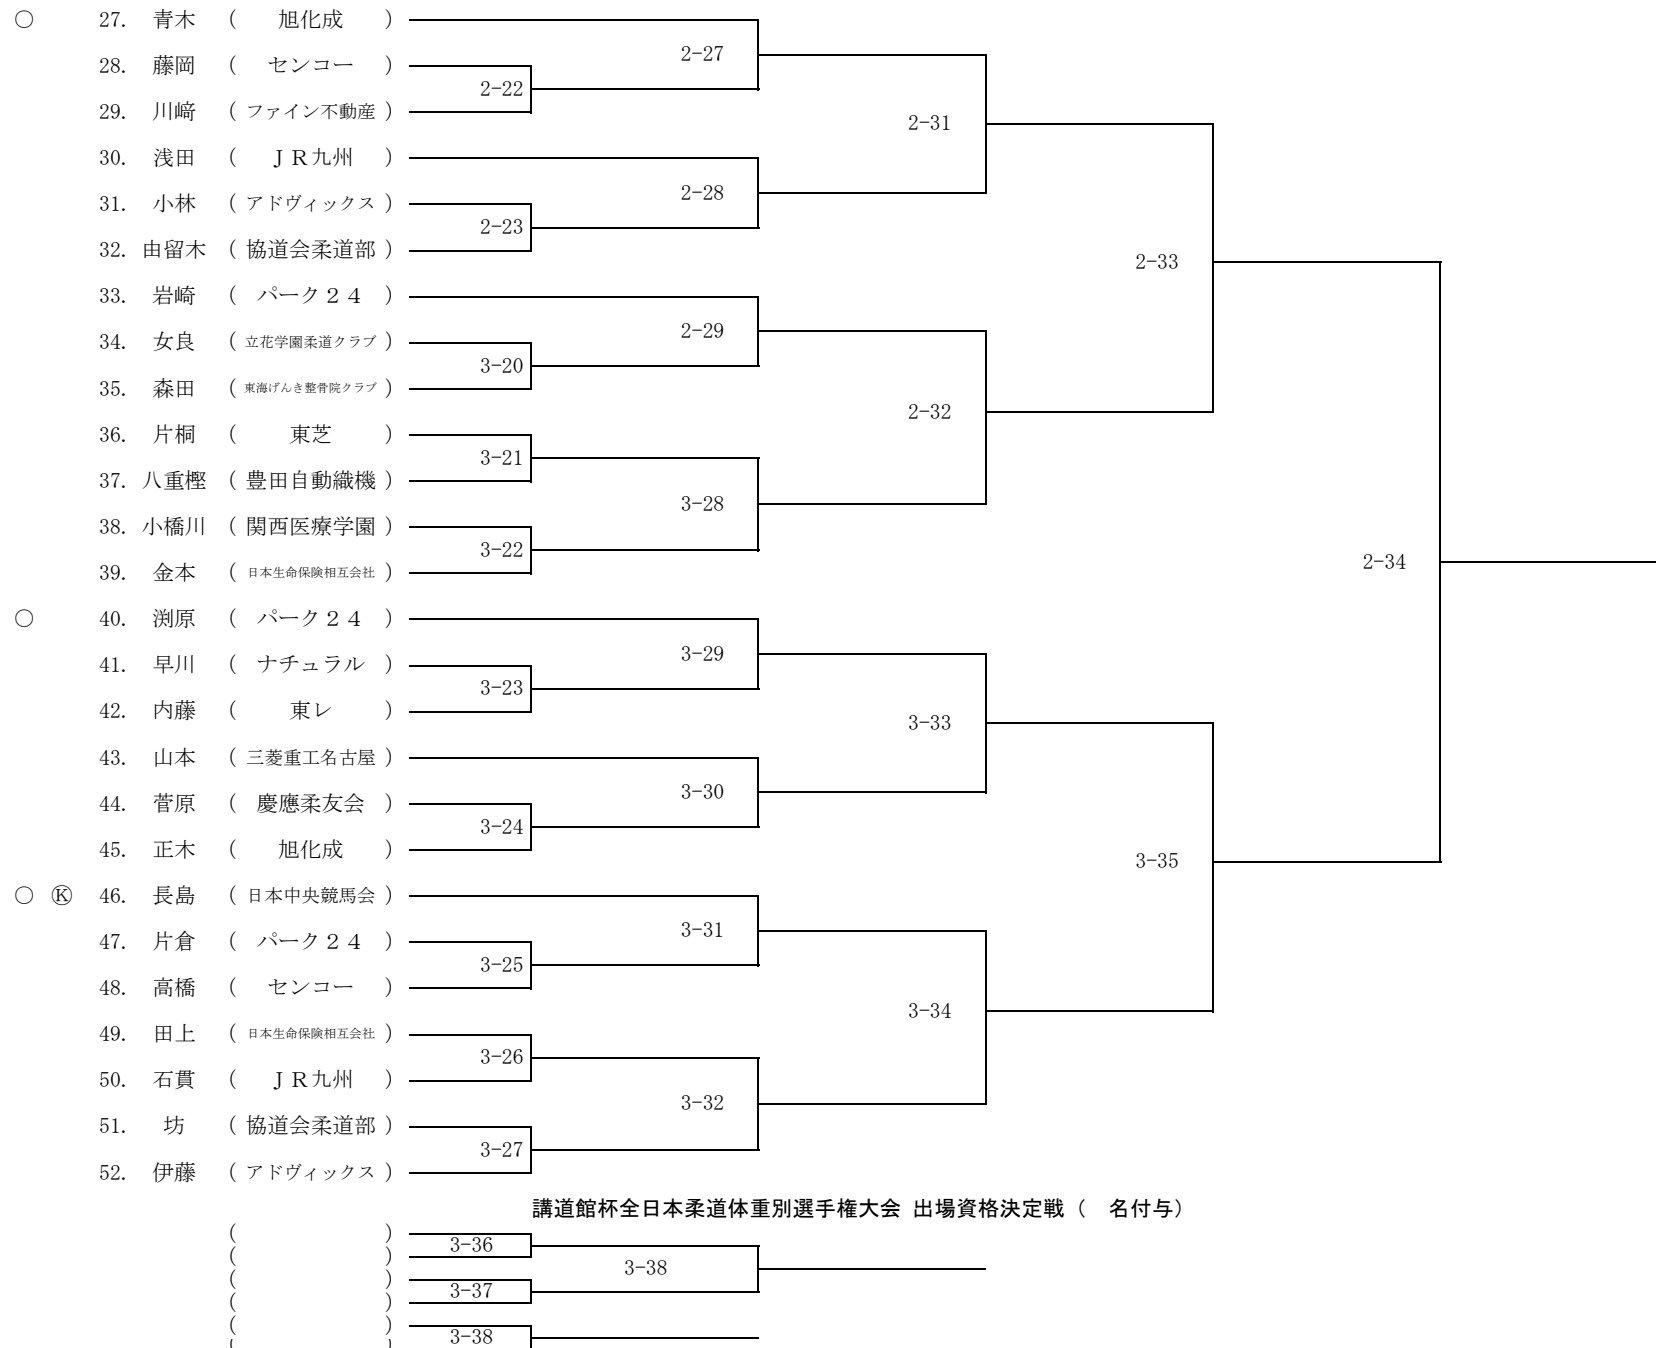 ○ 27. 青木 ( 旭化成 )
2-27
28. 藤岡 ( センコー )
2-22
29. 川﨑 ( ファイン不動産 )
2-31
30. 浅田 ( ＪＲ九州 )
2-28
31. 小林 ( アドヴィックス )
2-23
32. 由留木 ( 協道会柔道部 )
2-33
33. 岩崎 ( パーク２４ )
2-29
34. 女良 ( 立花学園柔道クラブ )
3-20
35. 森田 ( 東海げんき整骨院クラブ )
2-32
36. 片桐 ( 東芝 )
3-21
37. 八重樫 ( 豊田自動織機 )
3-28
38. 小橋川 ( 関西医療学園 )
3-22
2-34
39. 金本 ( 日本生命保険相互会社 )
○ 40. 渕原 ( パーク２４ )
3-29
41. 早川 ( ナチュラル )
3-23
42. 内藤 ( 東レ )
3-33
43. 山本 ( 三菱重工名古屋 )
3-30
44. 菅原 ( 慶應柔友会 )
3-24
45. 正木 ( 旭化成 )
3-35
○ Ⓚ 46. 長島 ( 日本中央競馬会 )
3-31
47. 片倉 ( パーク２４ )
3-25
48. 高橋 ( センコー )
3-34
49. 田上 ( 日本生命保険相互会社 )
3-26
50. 石貫 ( ＪＲ九州 )
3-32
51. 坊 ( 協道会柔道部 )
3-27
52. 伊藤 ( アドヴィックス )
講道館杯全日本柔道体重別選手権大会 出場資格決定戦（　名付与）
( )
3-36
( )
3-38
( )
3-37
( )
( )
3-38
( )